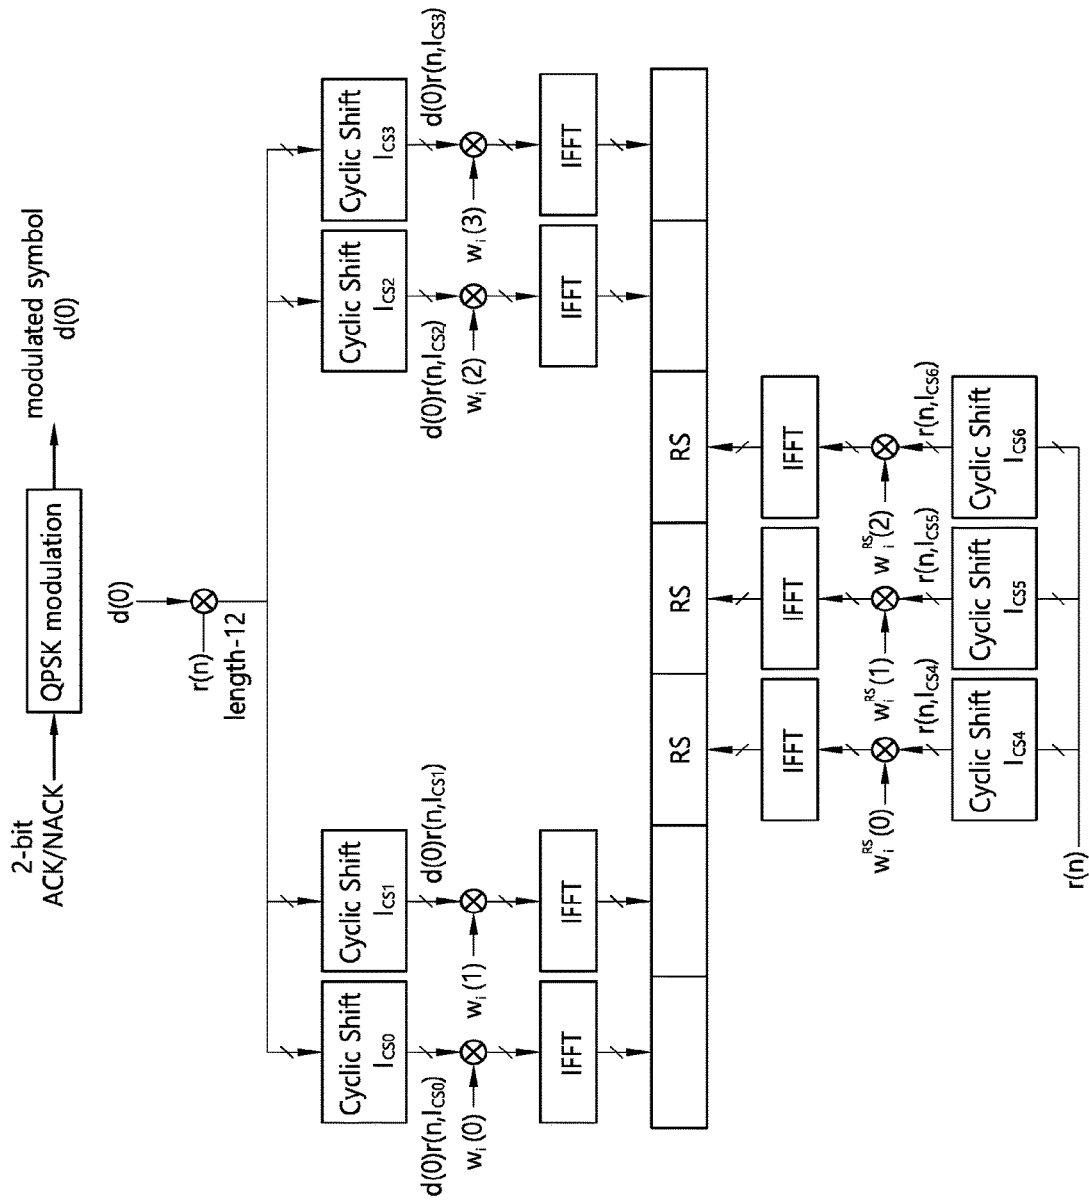 2-bit
ACK/NACK
QPSK modulation
modulated symbol
d(0)
d(0)
r(n)
length-12
Cyclic Shift
I_CS0
Cyclic Shift
I_CS1
Cyclic Shift
I_CS2
Cyclic Shift
I_CS3
d(0)r(n,I_CS0)
d(0)r(n,I_CS1)
d(0)r(n,I_CS2)
d(0)r(n,I_CS3)
w_i(0)
w_i(1)
w_i(2)
w_i(3)
IFFT
IFFT
IFFT
IFFT
RS
RS
RS
IFFT
IFFT
IFFT
w_i^RS(0)
w_i^RS(1)
w_i^RS(2)
r(n,I_CS4)
r(n,I_CS5)
r(n,I_CS6)
Cyclic Shift
I_CS4
Cyclic Shift
I_CS5
Cyclic Shift
I_CS6
r(n)